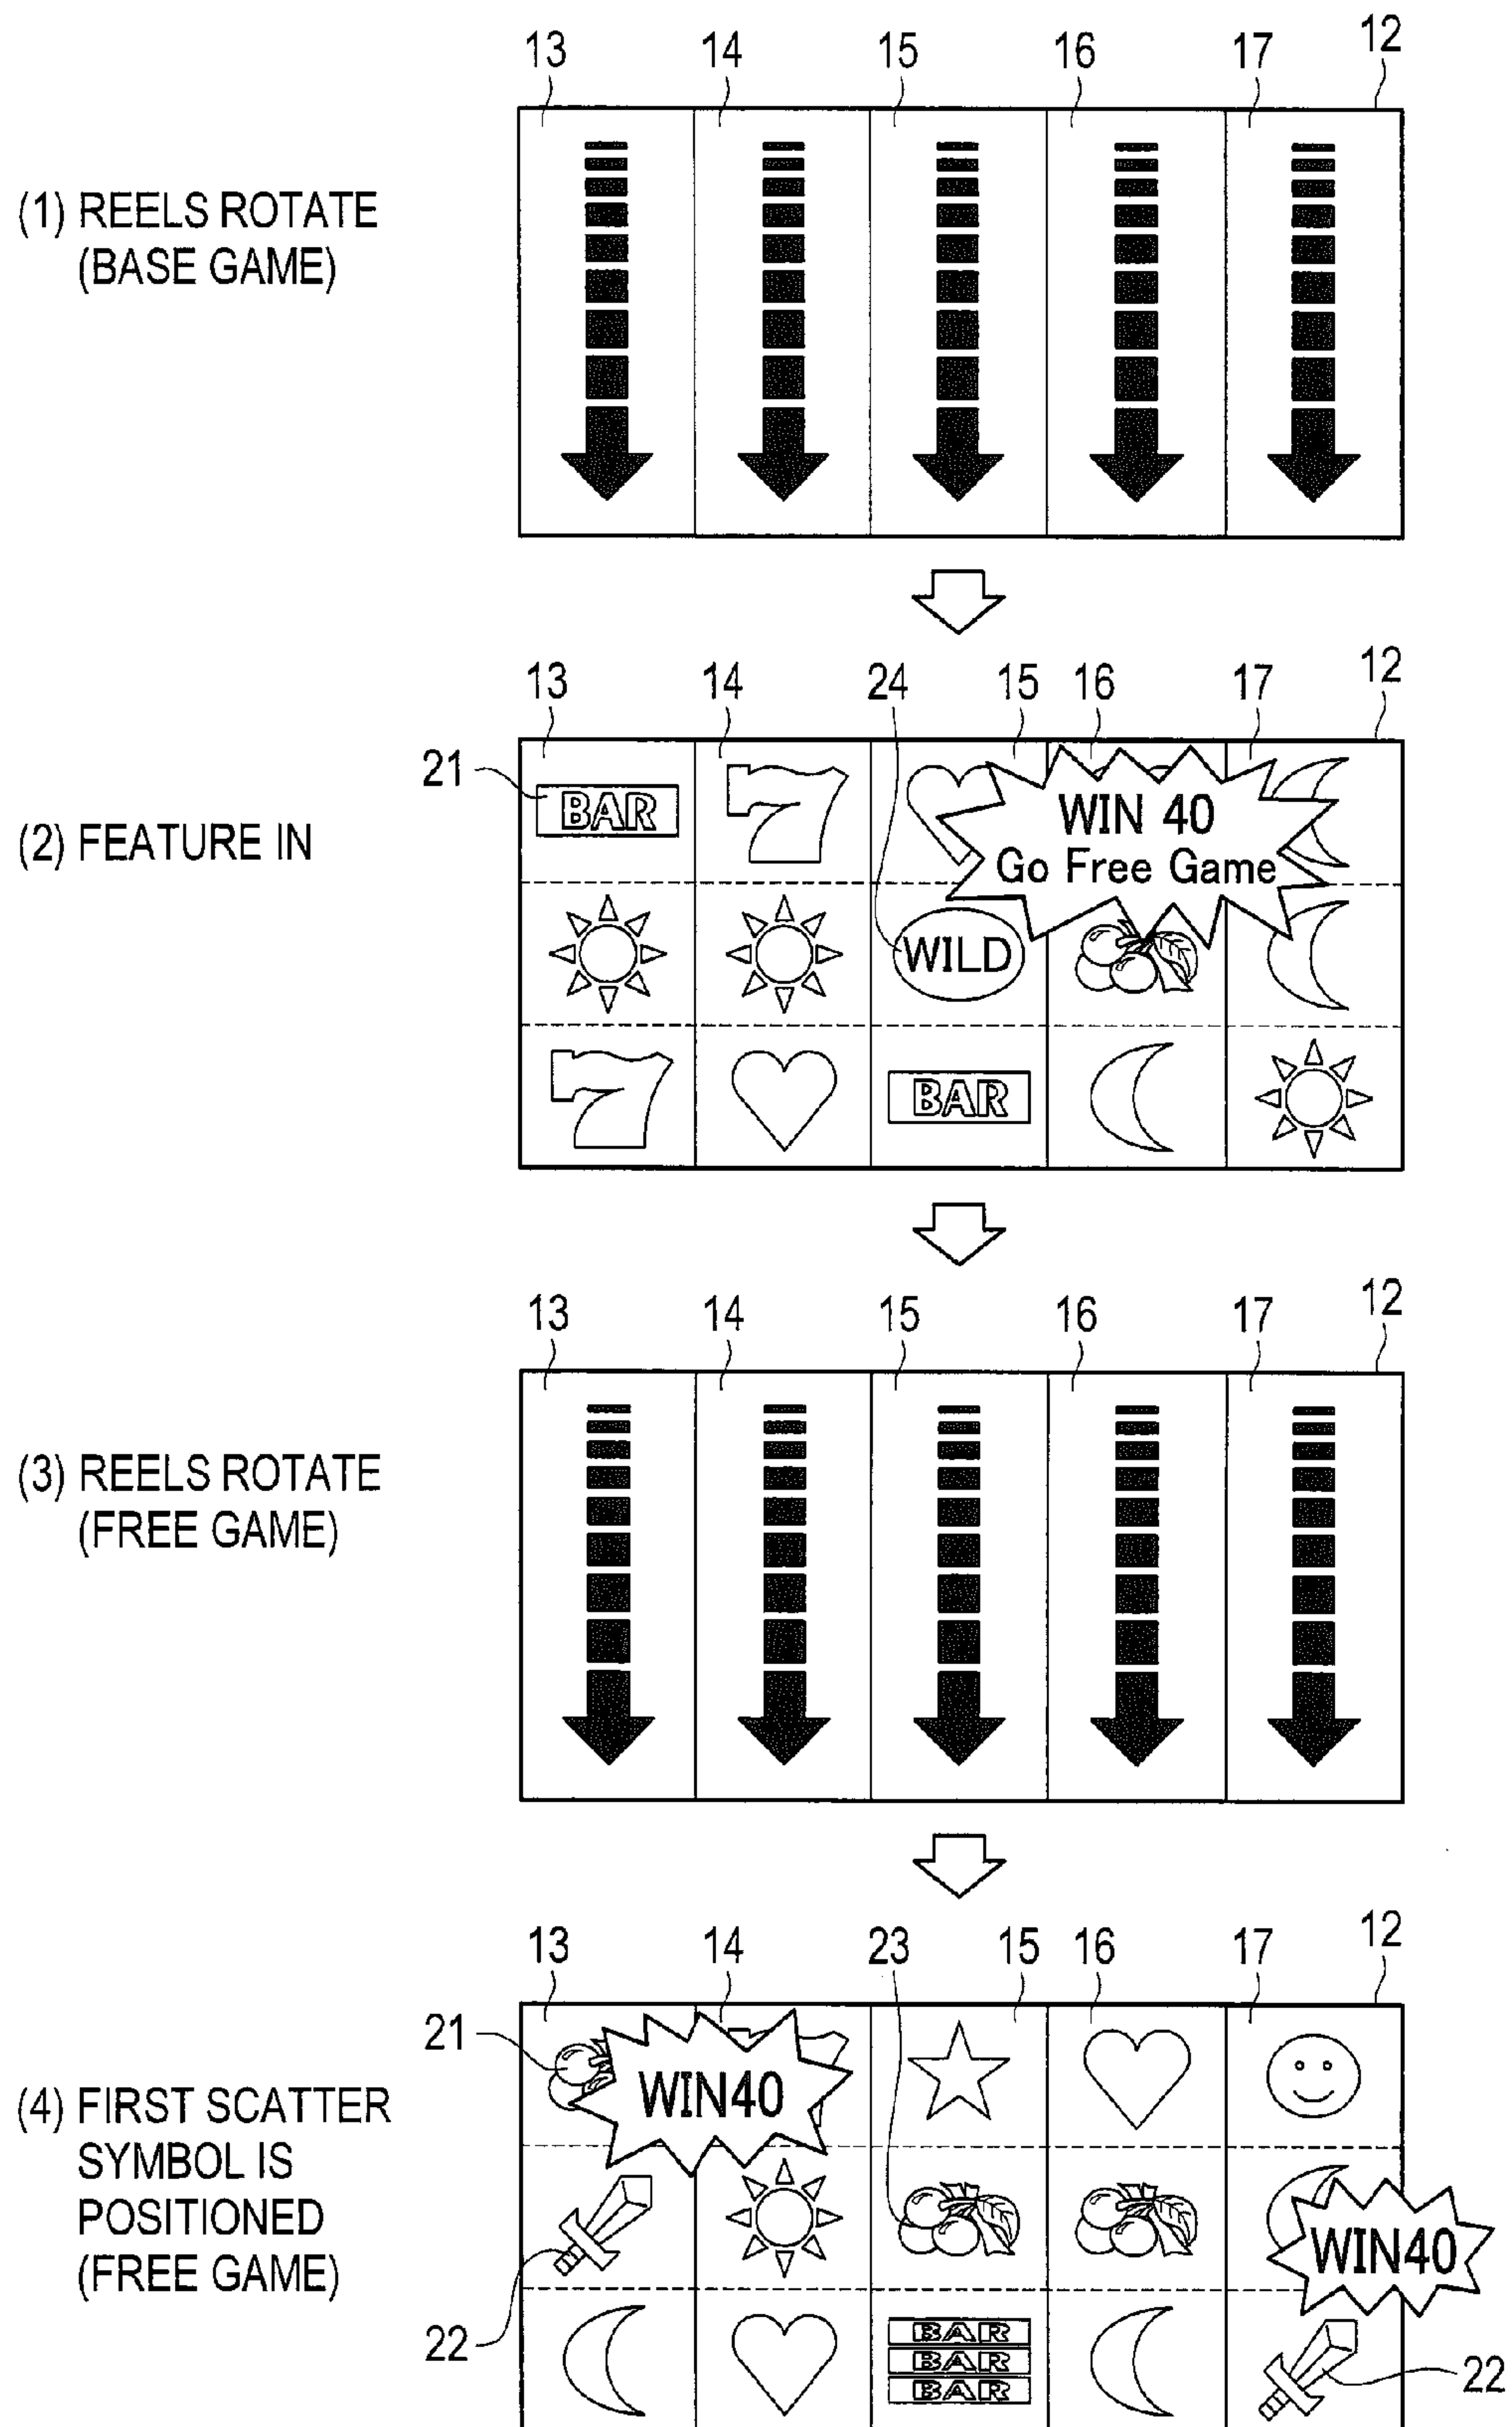 13 14 15 16 17 12
(1) REELS ROTATE
(BASE GAME)
13 14 24 15 16 17 12
21
BAR
WIN 40
Go Free Game
(2) FEATURE IN
WILD
7
7
BAR
13 14 15 16 17 12
(3) REELS ROTATE
(FREE GAME)
13 14 23 15 16 17 12
21
WIN40
(4) FIRST SCATTER
SYMBOL IS
POSITIONED
(FREE GAME)
WIN40
22
BAR
BAR
BAR
22